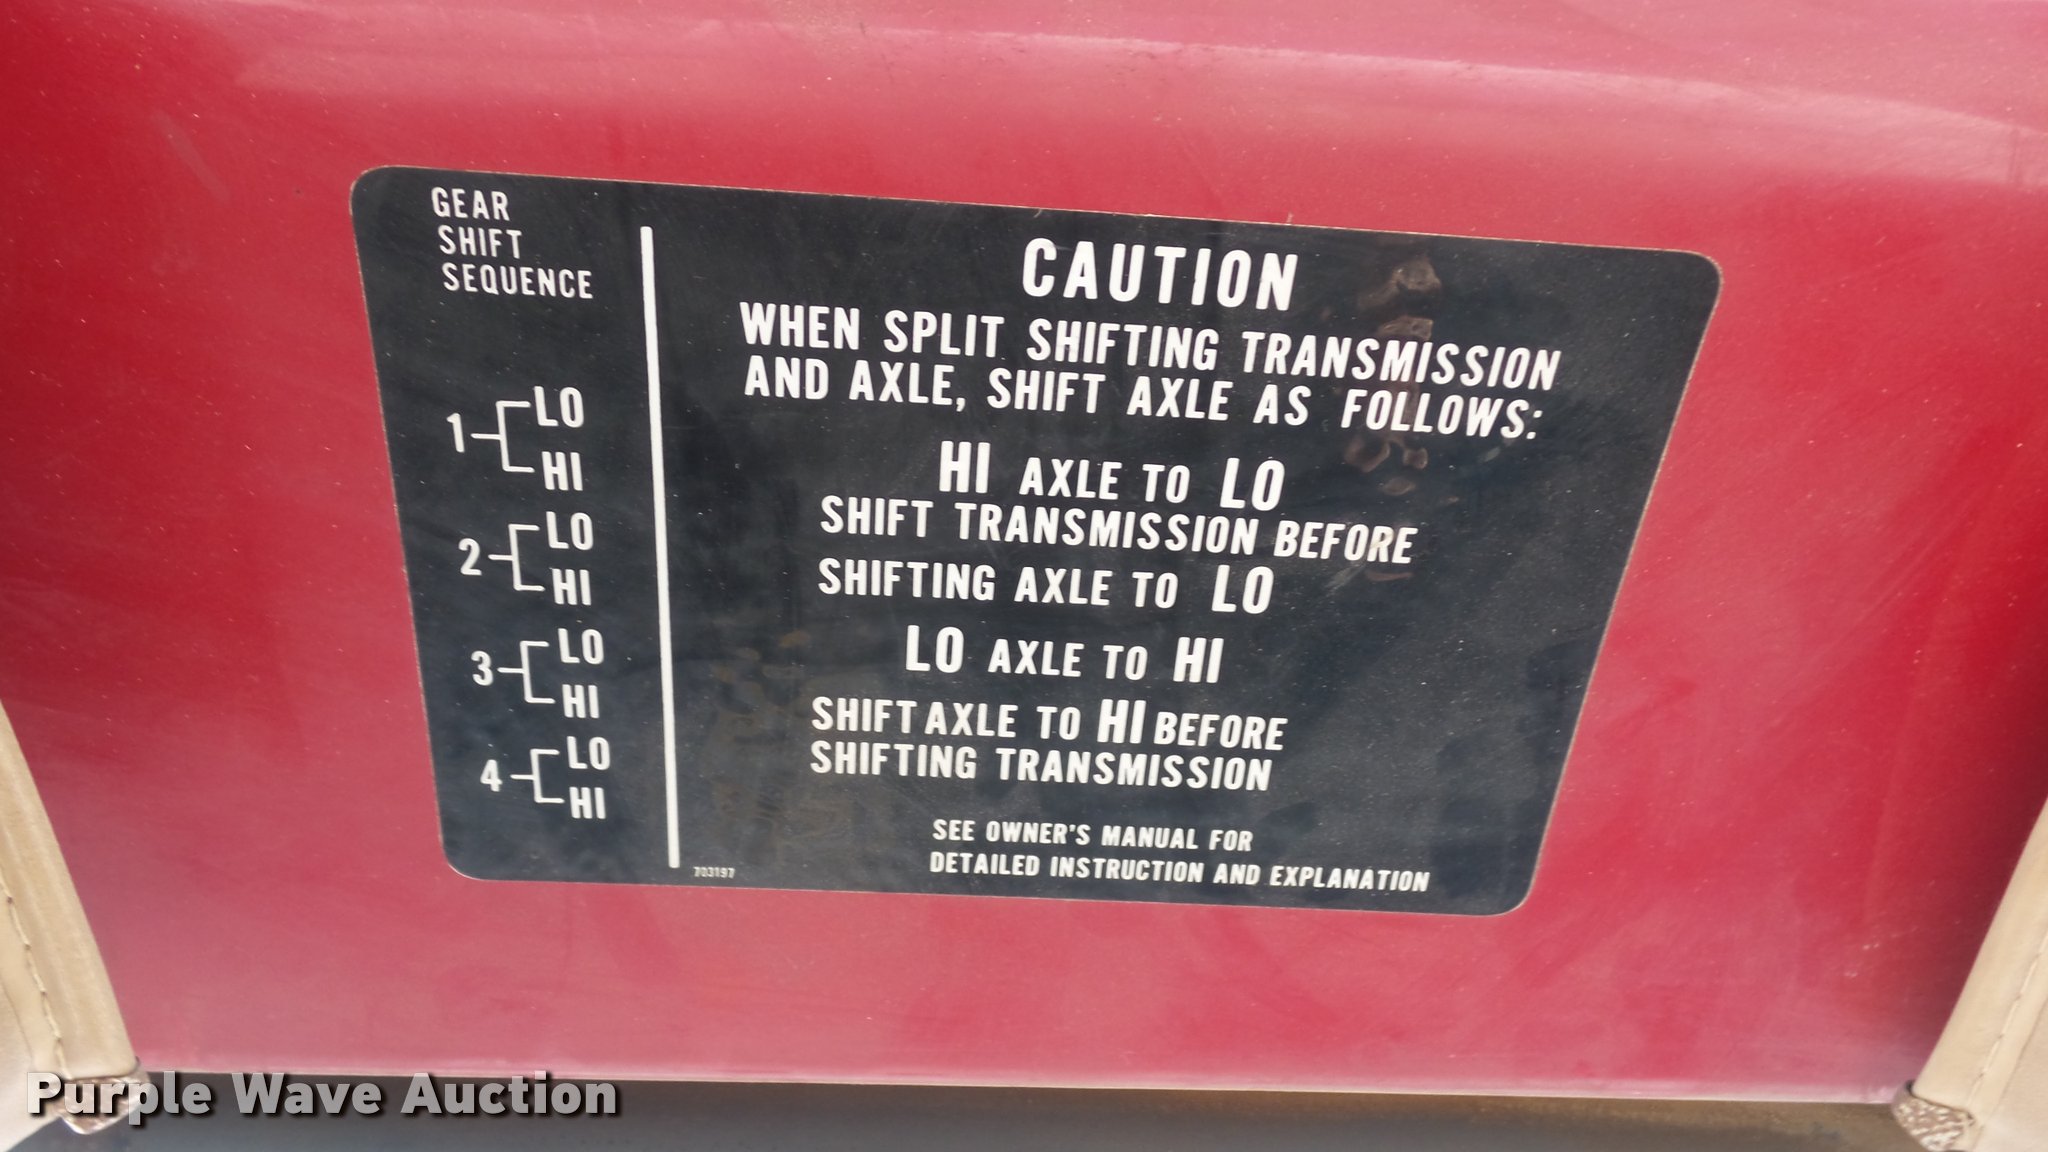 GEAR
SHIFT
SEQUENCE
1 LO
HI
2 LO
HI
3 LO
HI
4 LO
HI
CAUTION
WHEN SPLIT SHIFTING TRANSMISSION
AND AXLE, SHIFT AXLE AS FOLLOWS:
HI AXLE TO LO
SHIFT TRANSMISSION BEFORE
SHIFTING AXLE TO LO
LO AXLE TO HI
SHIFT AXLE TO HI BEFORE
SHIFTING TRANSMISSION
SEE OWNER'S MANUAL FOR
DETAILED INSTRUCTION AND EXPLANATION
703197
Purple Wave Auction